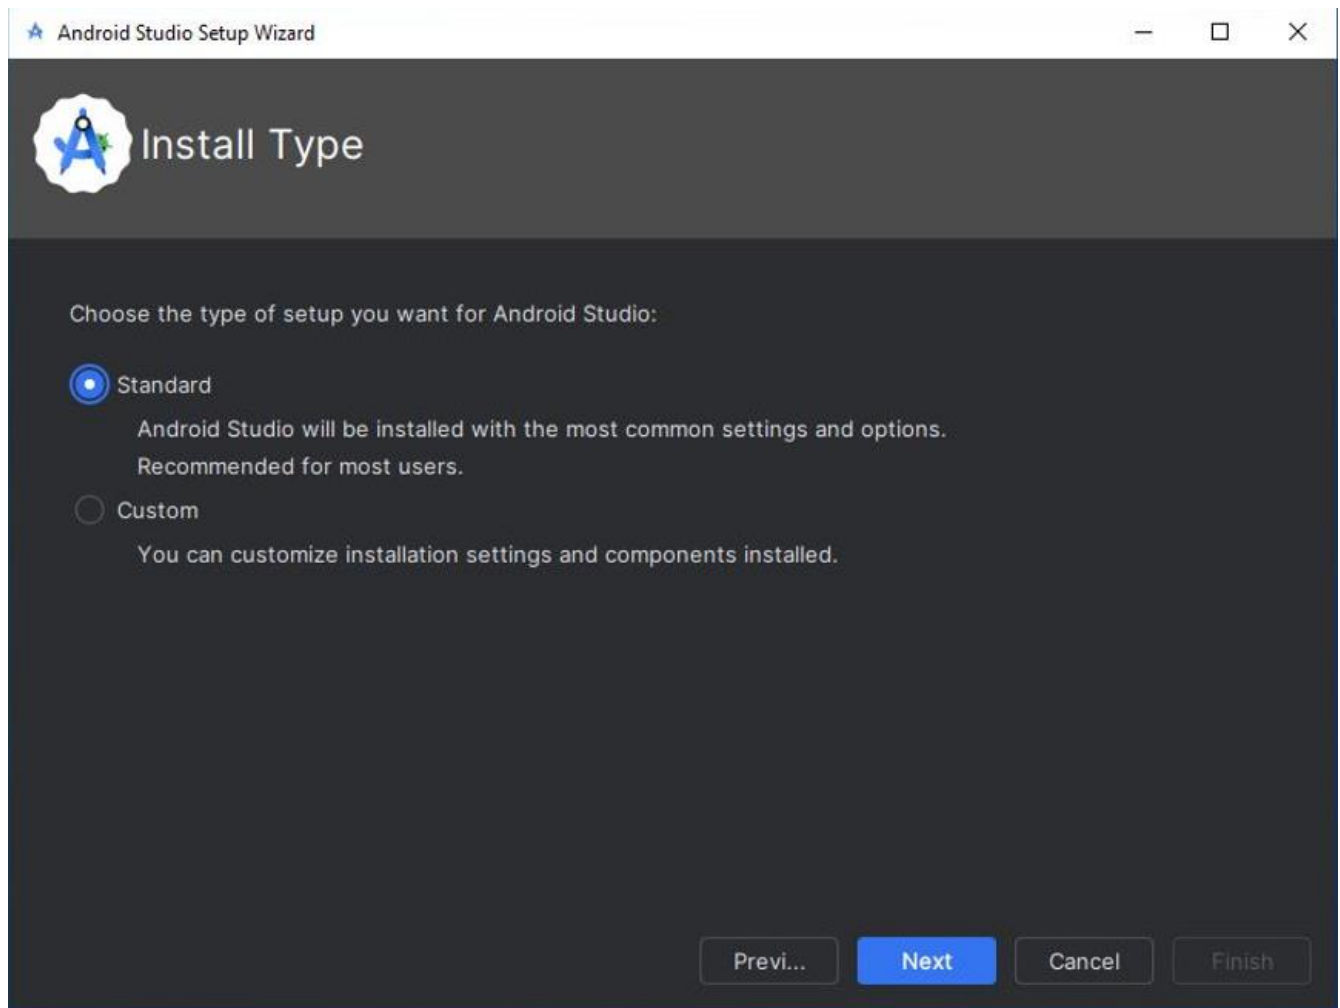 Android Studio Setup Wizard
Install Type
Choose the type of setup you want for Android Studio:
Standard
Android Studio will be installed with the most common settings and options.
Recommended for most users.
Custom
You can customize installation settings and components installed.
Previ... Next Cancel Finish